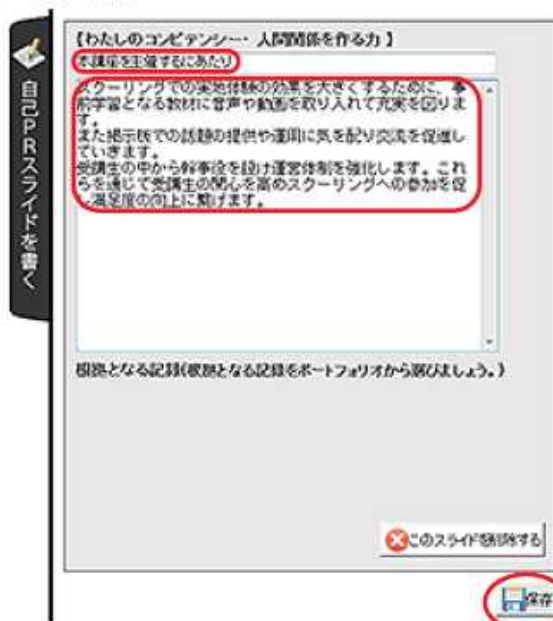 自己PRスライドを書く
【わたしのコンピテンシー・人間関係を作る力】
本講座を主催するにあたり
スクーリングでの実地体験の効果を大きくするために、事
前学習となる教材に音声や動画を取り入れて充実を図りま
す。
また掲示板での話題の提供や運用に気を配り交流を促進し
ていきます。
受講生の中から幹事役を設け運営体制を強化します。これ
らを通じて受講生の関心を高めスクーリングへの参加を促
し満足度の向上に繋げます。
根拠となる記録(根拠となる記録をポートフォリオから選びましょう。)
このスライドを削除する
保存